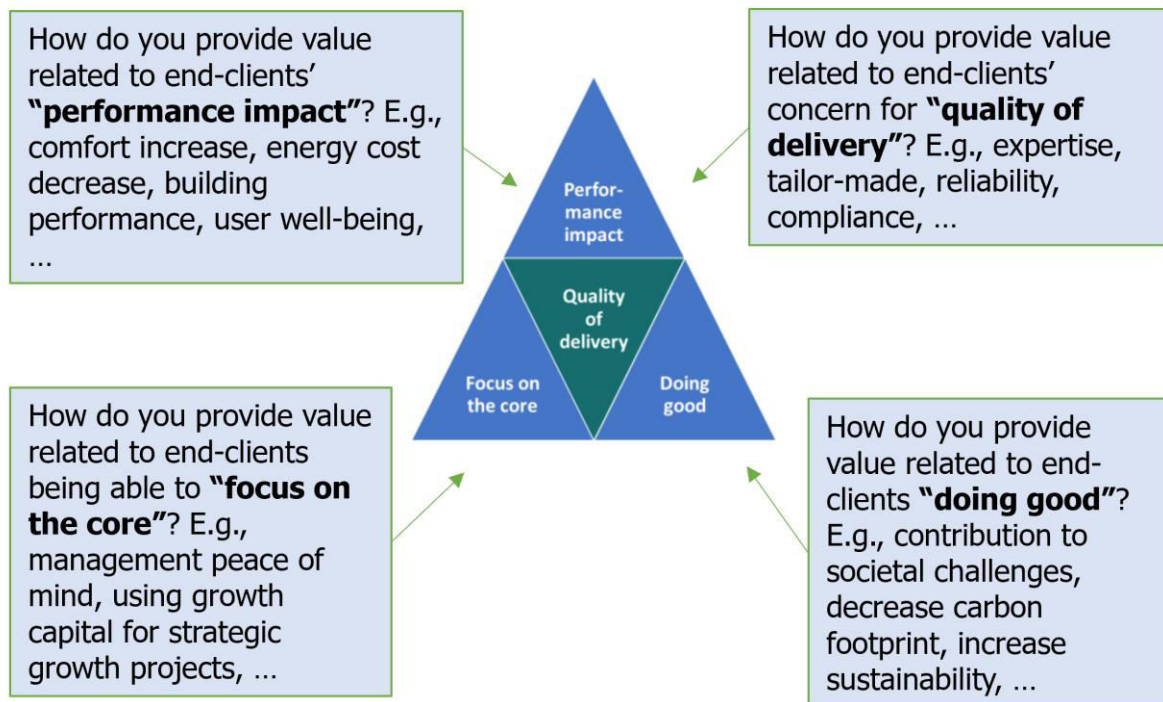 How do you provide value
related to end-clients’
“performance impact”? E.g.,
comfort increase, energy cost
decrease, building
performance, user well-being,
…
How do you provide value
related to end-clients’
concern for “quality of
delivery”? E.g., expertise,
tailor-made, reliability,
compliance, …
Perfor-
mance
impact
Quality
of
delivery
Focus on
the core
Doing
good
How do you provide value
related to end-clients
being able to “focus on
the core”? E.g.,
management peace of
mind, using growth
capital for strategic
growth projects, …
How do you provide
value related to end-
clients “doing good”?
E.g., contribution to
societal challenges,
decrease carbon
footprint, increase
sustainability, …